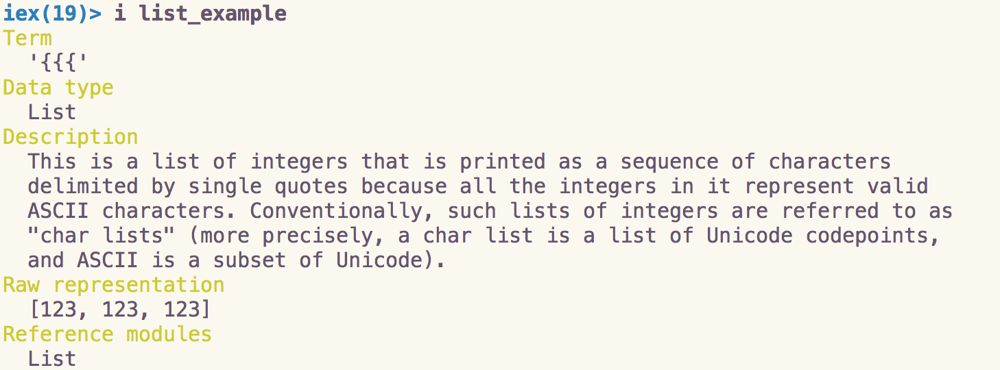 iex(19)> i list_example
Term
  '{{{'
Data type
  List
Description
  This is a list of integers that is printed as a sequence of characters
  delimited by single quotes because all the integers in it represent valid
  ASCII characters. Conventionally, such lists of integers are referred to as
  "char lists" (more precisely, a char list is a list of Unicode codepoints,
  and ASCII is a subset of Unicode).
Raw representation
  [123, 123, 123]
Reference modules
  List